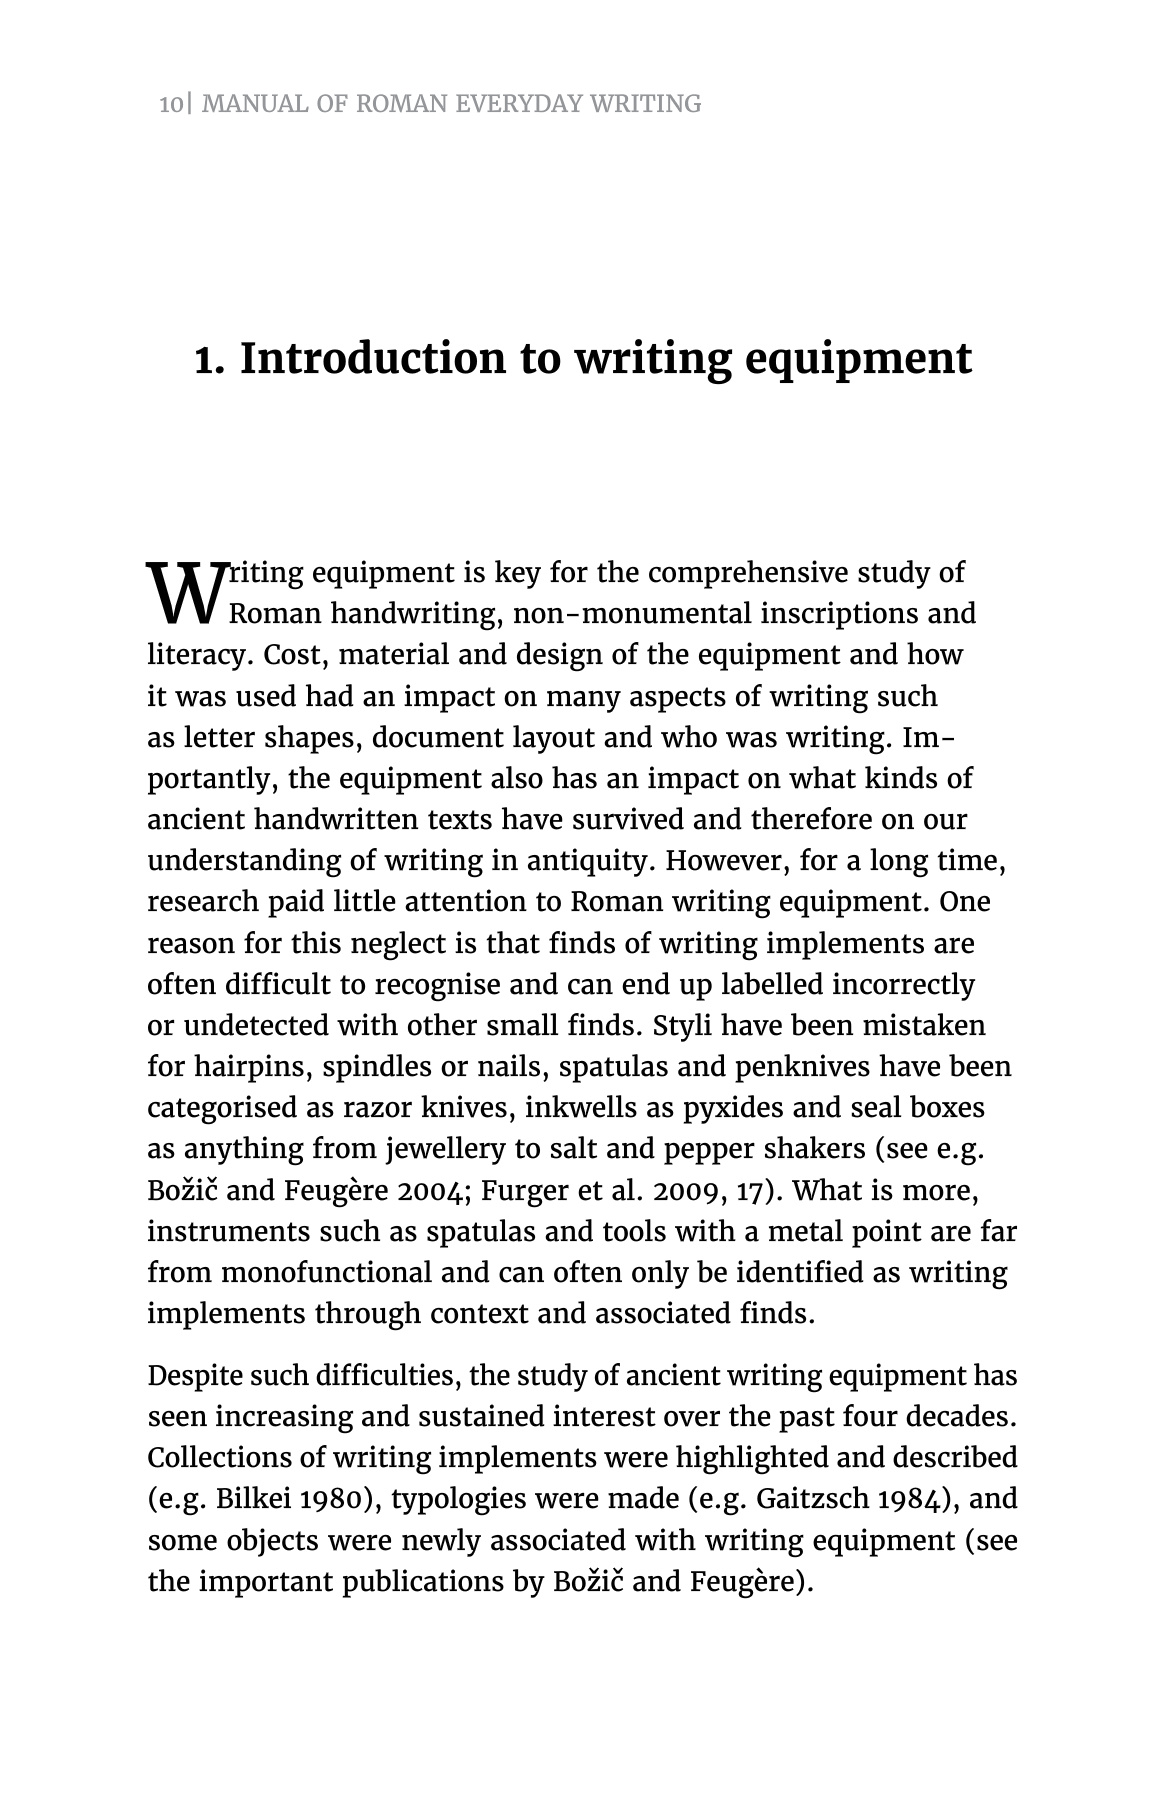 10| MANUAL OF ROMAN EVERYDAY WRITING
1. Introduction to writing equipment
Writing equipment is key for the comprehensive study of
Roman handwriting, non-monumental inscriptions and
literacy. Cost, material and design of the equipment and how
it was used had an impact on many aspects of writing such
as letter shapes, document layout and who was writing. Im-
portantly, the equipment also has an impact on what kinds of
ancient handwritten texts have survived and therefore on our
understanding of writing in antiquity. However, for a long time,
research paid little attention to Roman writing equipment. One
reason for this neglect is that finds of writing implements are
often difficult to recognise and can end up labelled incorrectly
or undetected with other small finds. Styli have been mistaken
for hairpins, spindles or nails, spatulas and penknives have been
categorised as razor knives, inkwells as pyxides and seal boxes
as anything from jewellery to salt and pepper shakers (see e.g.
Božič and Feugère 2004; Furger et al. 2009, 17). What is more,
instruments such as spatulas and tools with a metal point are far
from monofunctional and can often only be identified as writing
implements through context and associated finds.
Despite such difficulties, the study of ancient writing equipment has
seen increasing and sustained interest over the past four decades.
Collections of writing implements were highlighted and described
(e.g. Bilkei 1980), typologies were made (e.g. Gaitzsch 1984), and
some objects were newly associated with writing equipment (see
the important publications by Božič and Feugère).